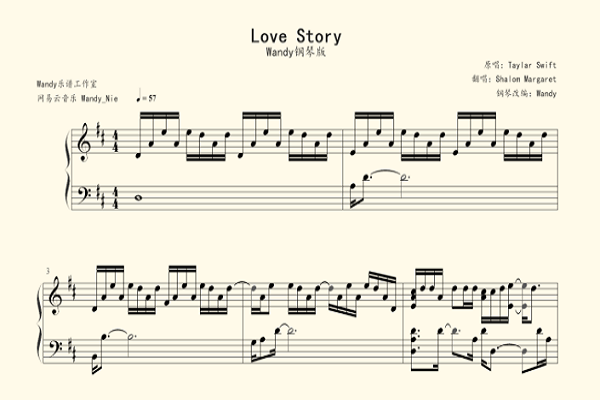 Love Story
Wandy钢琴版
Wandy乐谱工作室
网易云音乐 Wandy_Nie
♩= 57
原唱：Taylar Swift
翻唱：Shalom Margaret
钢琴改编：Wandy
3